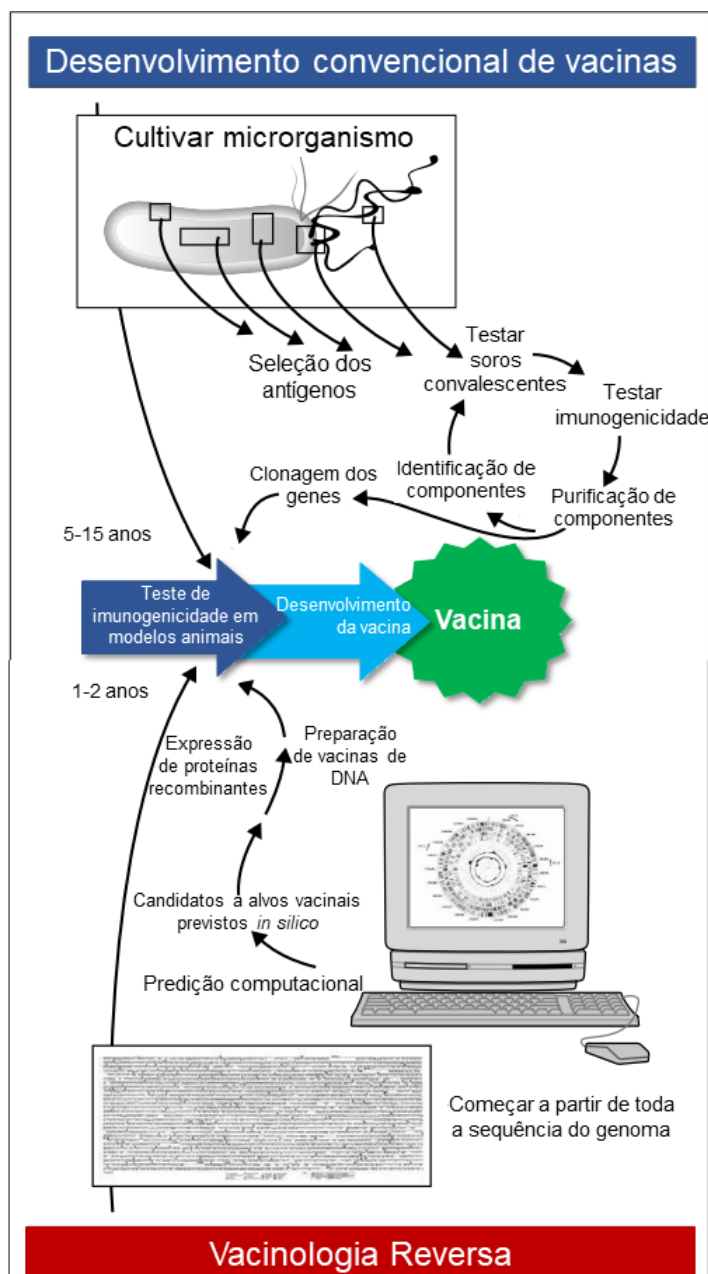 Desenvolvimento convencional de vacinas
Cultivar microrganismo
Seleção dos
antígenos
Testar
soros
convalescentes
Testar
imunogenicidade
Clonagem dos
genes
Identificação de
componentes
Purificação de
componentes
5-15 anos
Teste de
imunogenicidade em
modelos animais
Desenvolvimento
da vacina
Vacina
1-2 anos
Expressão
de proteínas
recombinantes
Preparação
de vacinas de
DNA
Candidatos a alvos vacinais
previstos in silico
Predição computacional
Começar a partir de toda
a sequência do genoma
Vacinologia Reversa